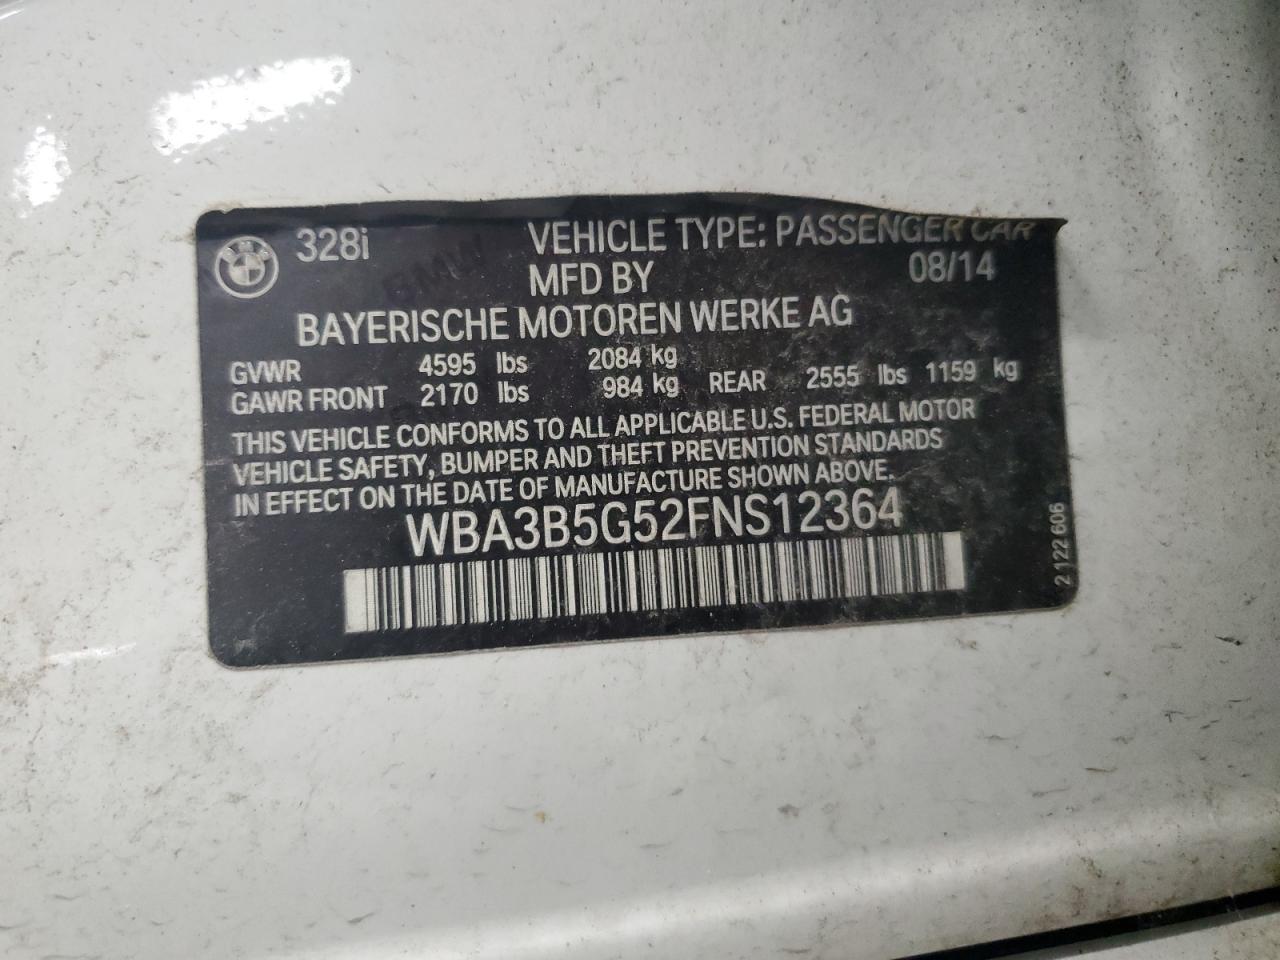 BMW 328i VEHICLE TYPE: PASSENGER CAR
MFD BY 08/14
BAYERISCHE MOTOREN WERKE AG
GVWR 4595 lbs 2084 kg
GAWR FRONT 2170 lbs 984 kg REAR 2555 lbs 1159 kg
THIS VEHICLE CONFORMS TO ALL APPLICABLE U.S. FEDERAL MOTOR
VEHICLE SAFETY, BUMPER AND THEFT PREVENTION STANDARDS
IN EFFECT ON THE DATE OF MANUFACTURE SHOWN ABOVE.
WBA3B5G52FNS12364
2 122 606